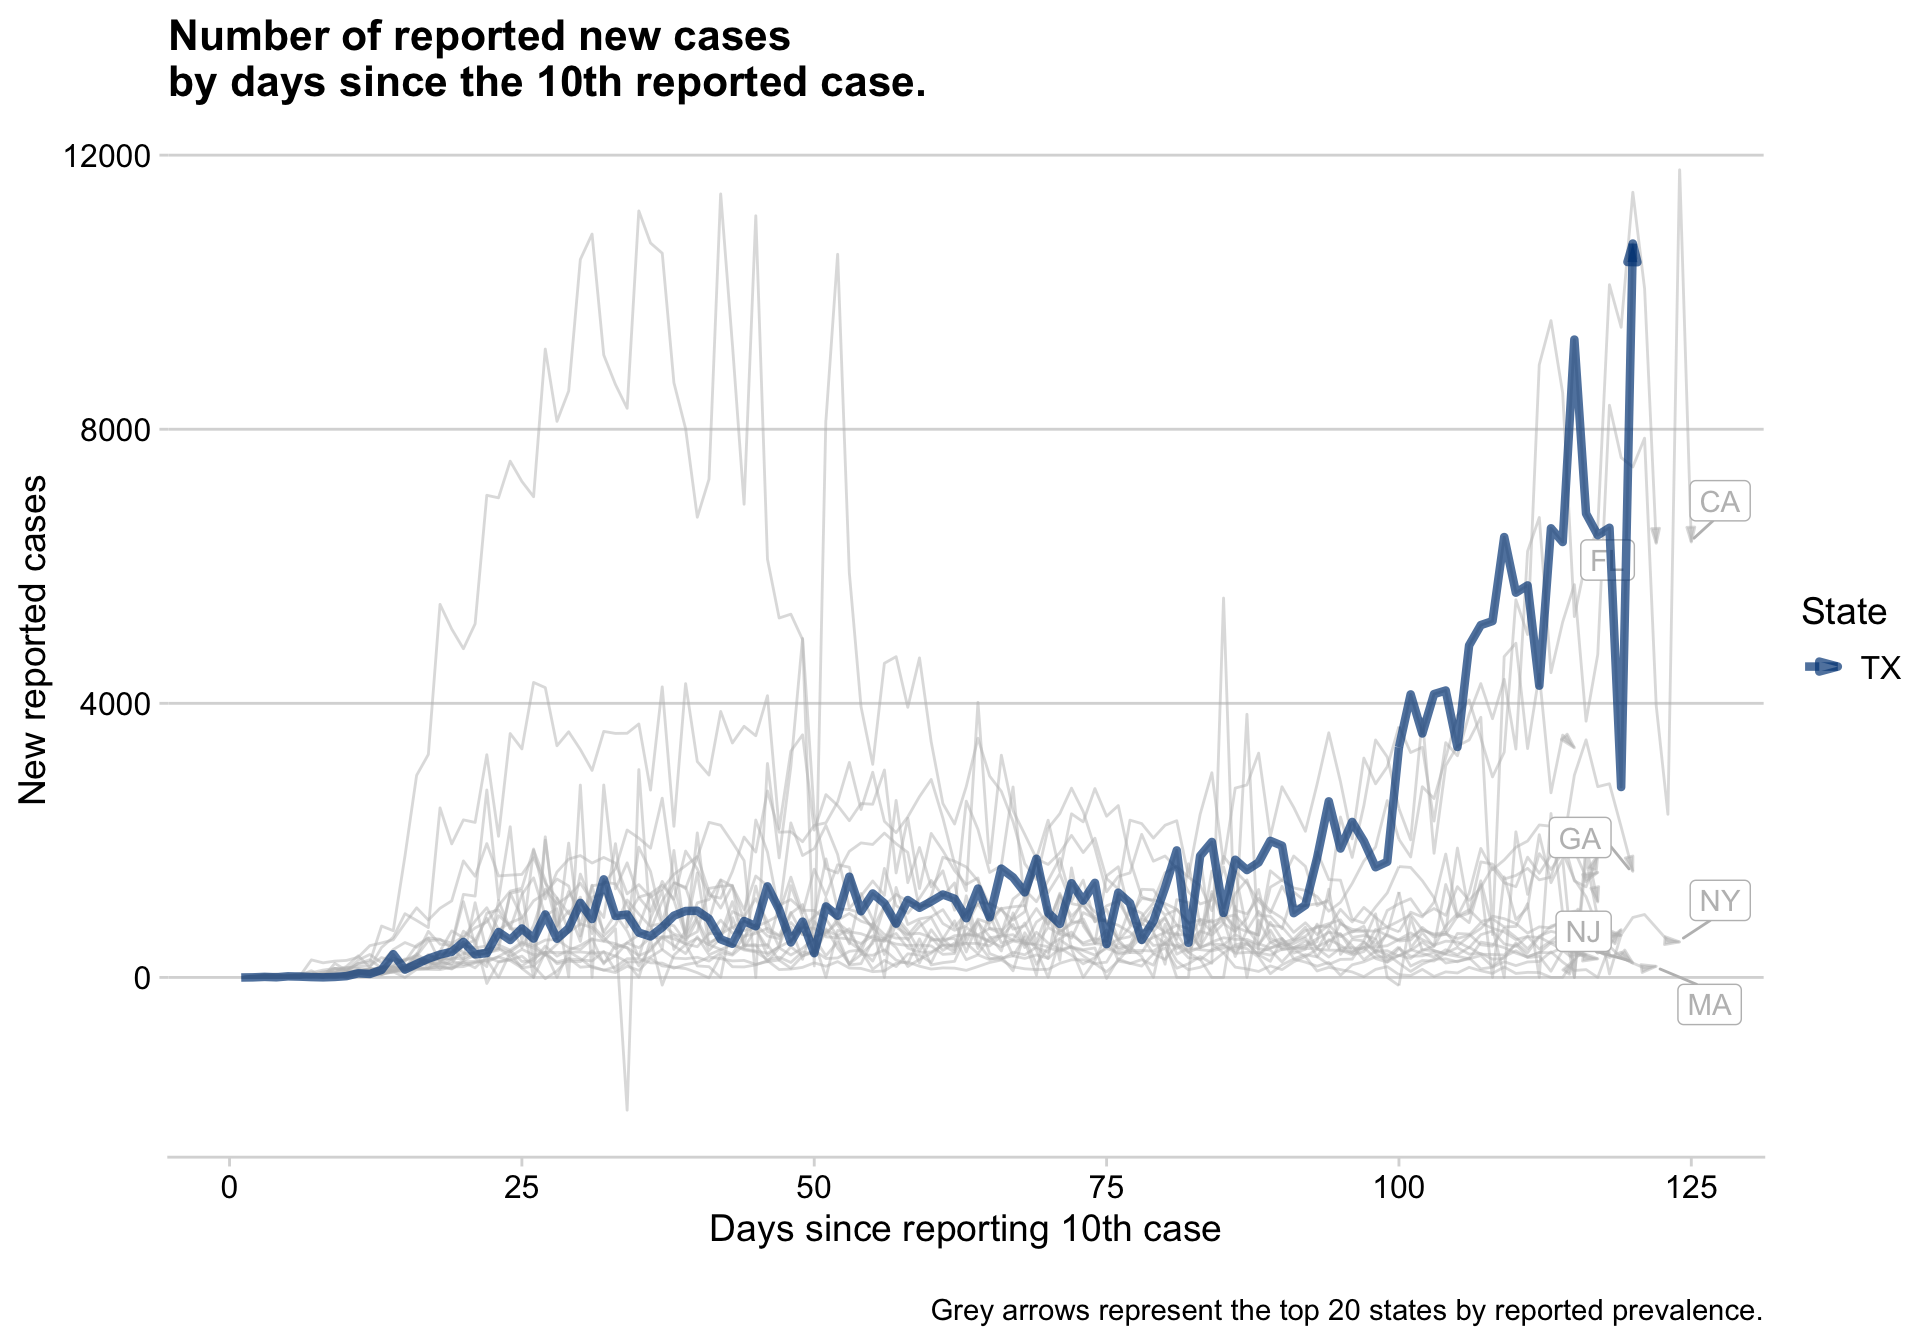 Number of reported new cases
by days since the 10th reported case.
12000
8000
4000
0
New reported cases
CA
FL
GA
NY
NJ
MA
State
TX
0 25 50 75 100 125
Days since reporting 10th case
Grey arrows represent the top 20 states by reported prevalence.